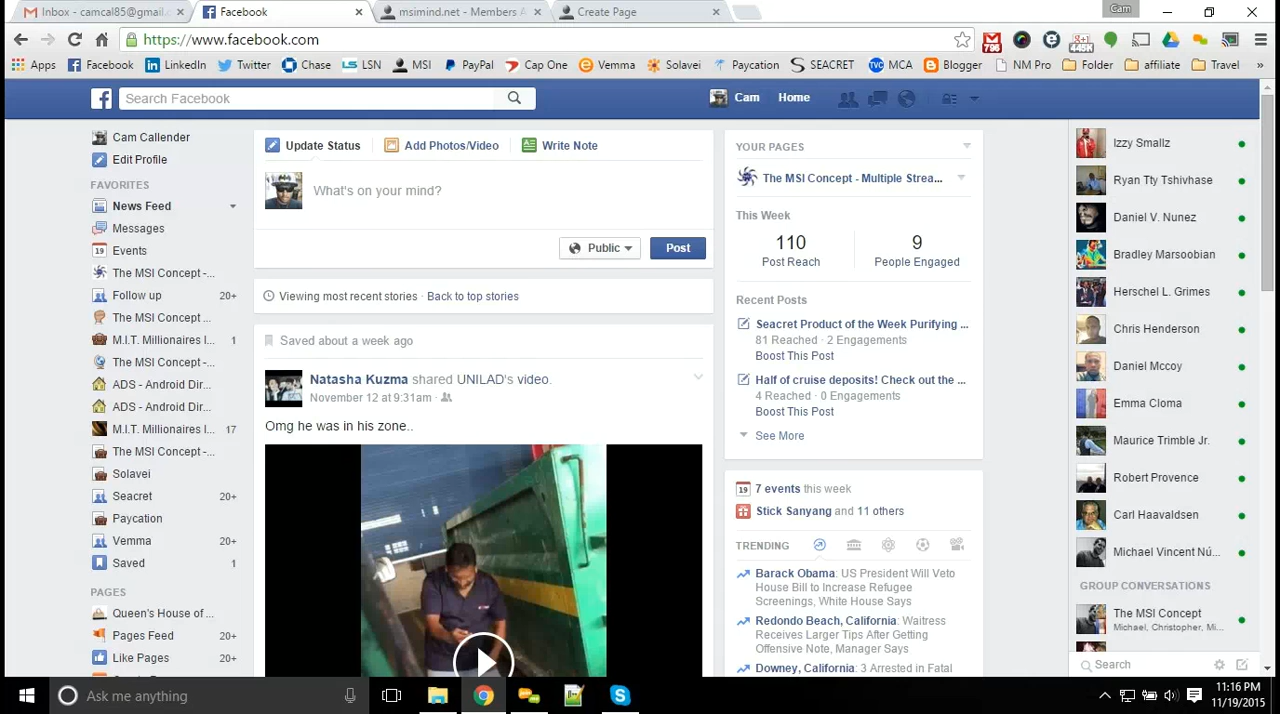 Inbox - camcal85@gmail.
Facebook
msimind.net - Members A
Create Page
Cam
https://www.facebook.com
796
445K
Apps
Facebook
LinkedIn
Twitter
Chase
LSN
MSI
PayPal
Cap One
Vemma
Solavei
Paycation
SEACRET
MCA
Blogger
NM Pro
Folder
affiliate
Travel
»
Search Facebook
Cam
Home
Cam Callender
Edit Profile
FAVORITES
News Feed
Messages
Events
The MSI Concept -...
Follow up 20+
The MSI Concept ...
M.I.T. Millionaires I... 1
The MSI Concept ...
ADS - Android Dir...
ADS - Android Dir...
M.I.T. Millionaires I... 17
The MSI Concept -...
Solavei
Seacret 20+
Paycation
Vemma 20+
Saved 1
PAGES
Queen's House of ...
Pages Feed 20+
Like Pages 20+
Update Status
Add Photos/Video
Write Note
What's on your mind?
Public
Post
Viewing most recent stories · Back to top stories
Saved about a week ago
Natasha Kuzma shared UNILAD's video.
November 12 at 9:31am ·
Omg he was in his zone..
YOUR PAGES
The MSI Concept - Multiple Strea...
This Week
110
Post Reach
9
People Engaged
Recent Posts
Seacret Product of the Week Purifying ...
81 Reached · 2 Engagements
Boost This Post
Half of cruise deposits! Check out the ...
4 Reached · 0 Engagements
Boost This Post
See More
19 7 events this week
Stick Sanyang and 11 others
TRENDING
Barack Obama: US President Will Veto
House Bill to Increase Refugee
Screenings, White House Says
Redondo Beach, California: Waitress
Receives Larger Tips After Getting
Offensive Note, Manager Says
Downey, California: 3 Arrested in Fatal
Izzy Smallz
Ryan Tty Tshivhase
Daniel V. Nunez
Bradley Marsoobian
Herschel L. Grimes
Chris Henderson
Daniel Mccoy
Emma Cloma
Maurice Trimble Jr.
Robert Provence
Carl Haavaldsen
Michael Vincent Nú...
GROUP CONVERSATIONS
The MSI Concept
Michael, Christopher, Mi...
Search
Ask me anything
11:16 PM
11/19/2015